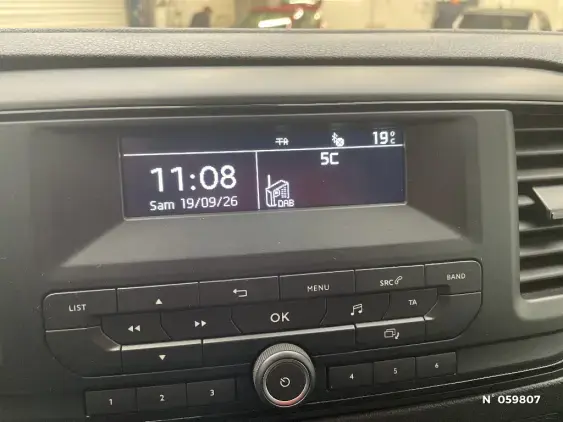 TA 19°C
5C
11:08
Sam 19/09/26
DAB
LIST MENU SRC BAND
OK TA
1 2 3 4 5 6
N° 059807